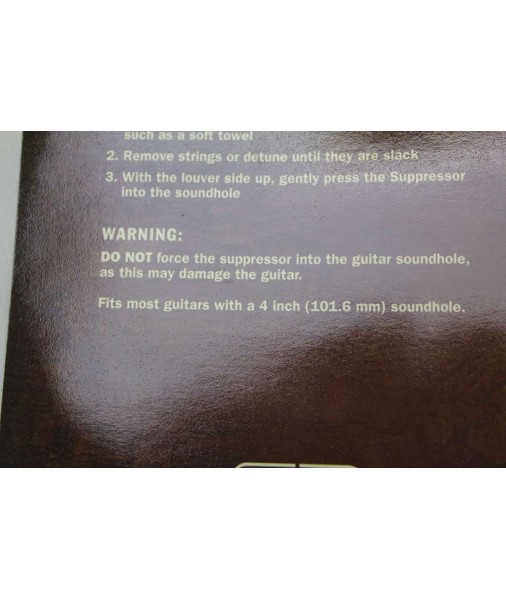 such as a soft towel
2. Remove strings or detune until they are slack
3. With the louver side up, gently press the Suppressor
into the soundhole
WARNING:
DO NOT force the suppressor into the guitar soundhole,
as this may damage the guitar.
Fits most guitars with a 4 inch (101.6 mm) soundhole.